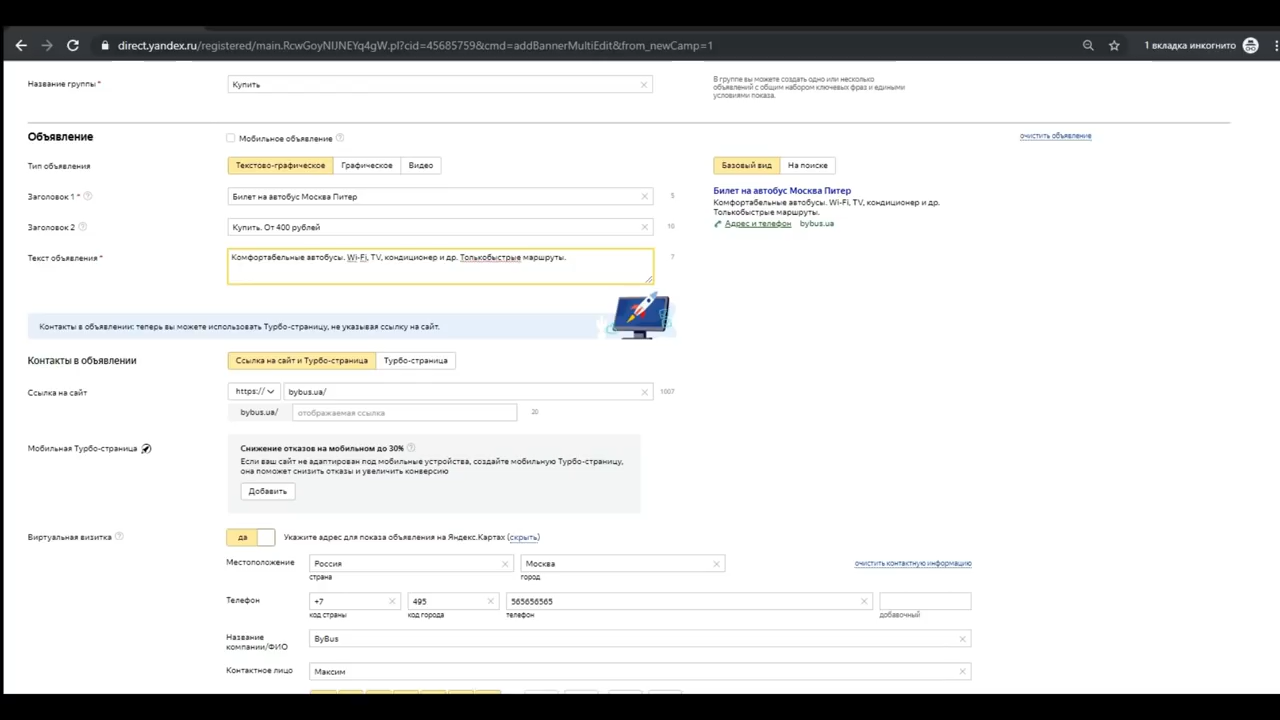 direct.yandex.ru/registered/main.RcwGoyNIJNEYq4gW.pl?cid=45685759&cmd=addBannerMultiEdit&from_newCamp=1
1 вкладка инкогнито
Название группы *
Купить
В группе вы можете создать одно или несколько
объявлений с общим набором ключевых фраз и едиными
условиями показа.
Объявление
Мобильное объявление
очистить объявление
Тип объявления
Текстово-графическое Графическое Видео
Базовый вид На поиске
Заголовок 1 *
Билет на автобус Москва Питер
5
Билет на автобус Москва Питер
Комфортабельные автобусы. Wi-Fi, TV, кондиционер и др.
Толькобыстрые маршруты.
Адрес и телефон bybus.ua
Заголовок 2
Купить. От 400 рублей
10
Текст объявления *
Комфортабельные автобусы. Wi-Fi, TV, кондиционер и др. Толькобыстрые маршруты.
7
Контакты в объявлении: теперь вы можете использовать Турбо-страницу, не указывая ссылку на сайт.
Контакты в объявлении
Ссылка на сайт и Турбо-страница Турбо-страница
Ссылка на сайт
https:// bybus.ua/
1007
bybus.ua/ отображаемая ссылка
20
Мобильная Турбо-страница
Снижение отказов на мобильном до 30%
Если ваш сайт не адаптирован под мобильные устройства, создайте мобильную Турбо-страницу,
она поможет снизить отказы и увеличить конверсию
Добавить
Виртуальная визитка
да
Укажите адрес для показа объявления на Яндекс.Картах (скрыть)
Местоположение
Россия
Москва
очистить контактную информацию
страна
город
Телефон
+7
495
565656565
код страны
код города
телефон
добавочный
Название
компании/ФИО
ByBus
Контактное лицо
Максим